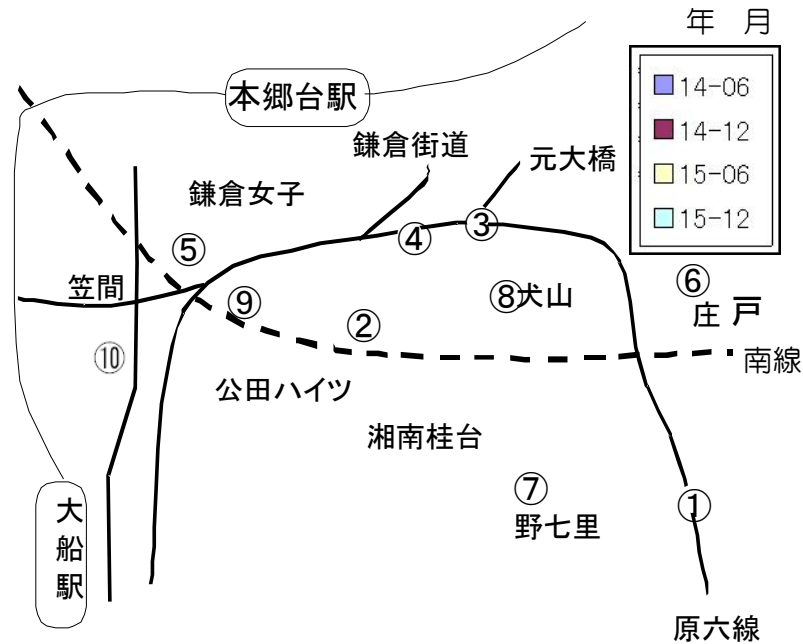 年 月
14-06
14-12
15-06
15-12
本郷台駅
鎌倉街道
元大橋
鎌倉女子
③
④
⑤
⑥
笠間
⑧犬山
庄戸
⑨
②
南線
⑩
公田ハイツ
湘南桂台
⑦
野七里
①
大船駅
原六線